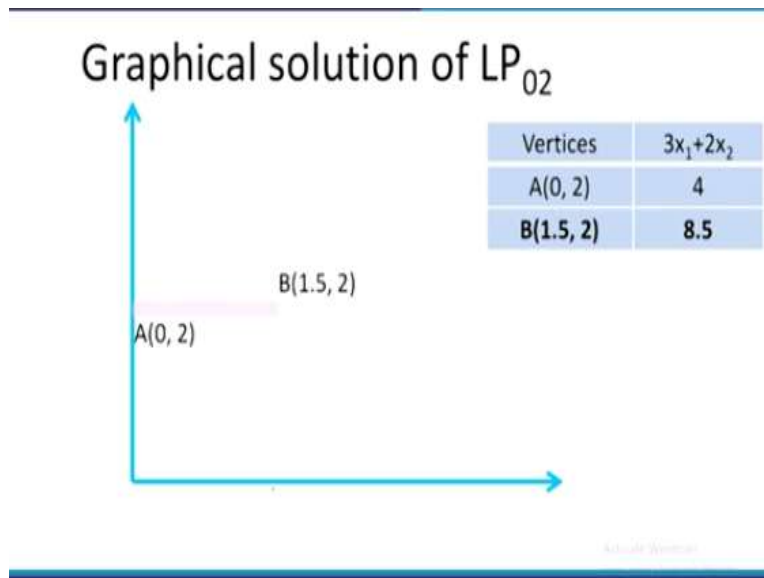 Graphical solution of LP02
Vertices 3x1+2x2
A(0, 2) 4
B(1.5, 2) 8.5
B(1.5, 2)
A(0, 2)